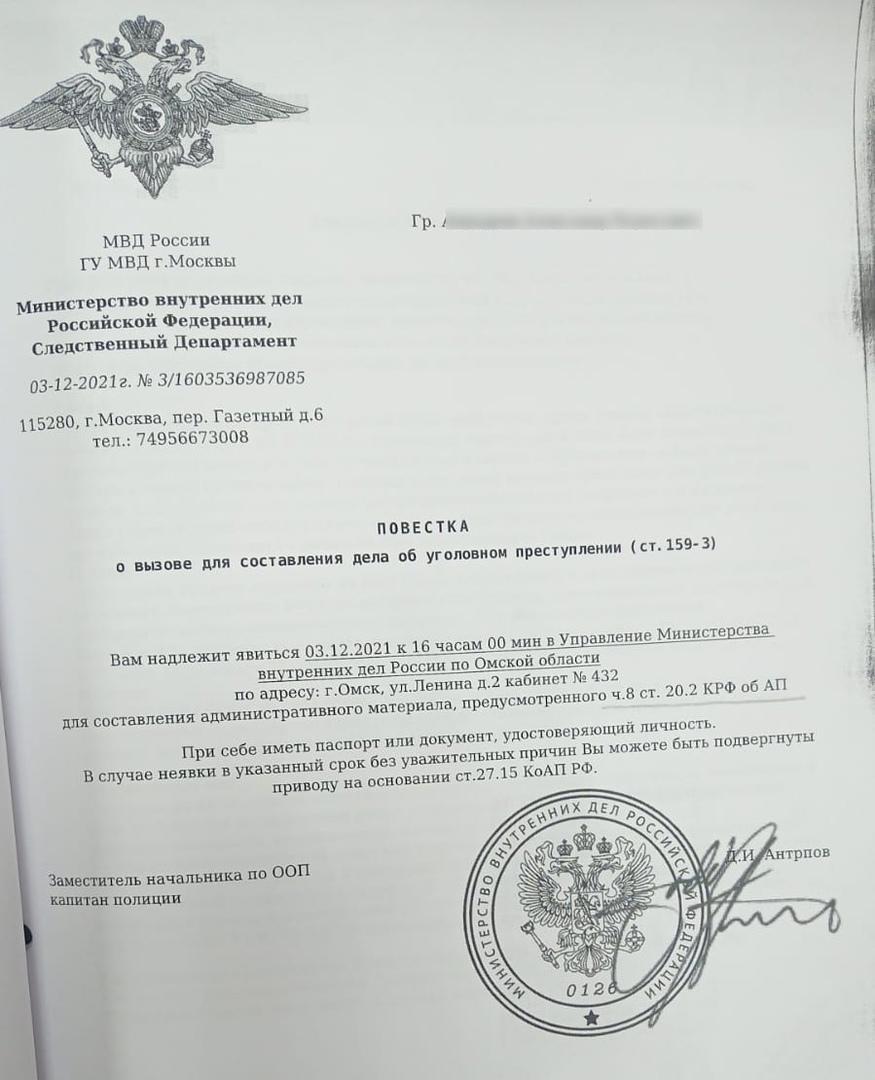 МВД России
ГУ МВД г.Москвы
Министерство внутренних дел
Российской Федерации,
Следственный Департамент
03-12-2021г. № 3/1603536987085
115280, г.Москва, пер. Газетный д.6
тел.: 74956673008
Гр.
ПОВЕСТКА
о вызове для составления дела об уголовном преступлении (ст.159-3)
Вам надлежит явиться 03.12.2021 к 16 часам 00 мин в Управление Министерства
внутренних дел России по Омской области
по адресу: г.Омск, ул.Ленина д.2 кабинет № 432
для составления административного материала, предусмотренного ч.8 ст. 20.2 КРФ об АП
При себе иметь паспорт или документ, удостоверяющий личность.
В случае неявки в указанный срок без уважительных причин Вы можете быть подвергнуты
приводу на основании ст.27.15 КоАП РФ.
Заместитель начальника по ООП
капитан полиции
Д.И. Антрпов
МИНИСТЕРСТВО ВНУТРЕННИХ ДЕЛ РОССИЙСКОЙ ФЕДЕРАЦИИ
0126